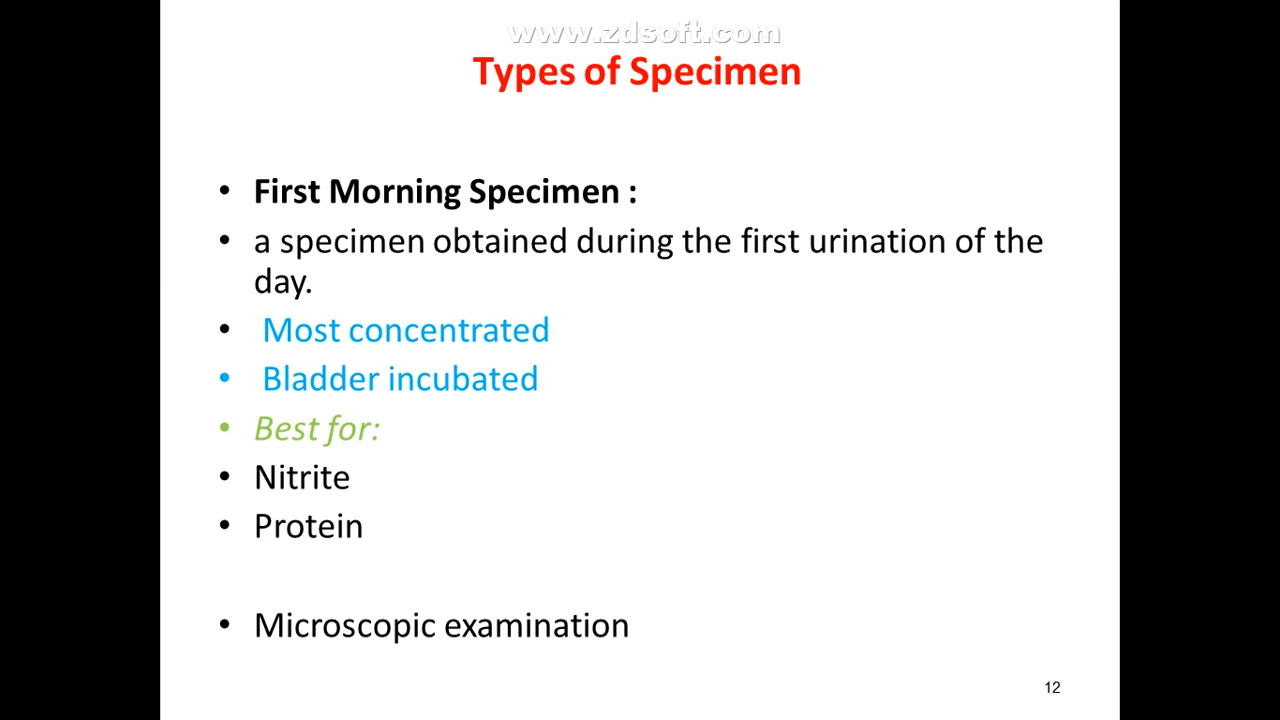 www.zdsoft.com
Types of Specimen
• First Morning Specimen :
• a specimen obtained during the first urination of the
day.
• Most concentrated
• Bladder incubated
• Best for:
• Nitrite
• Protein
• Microscopic examination
12